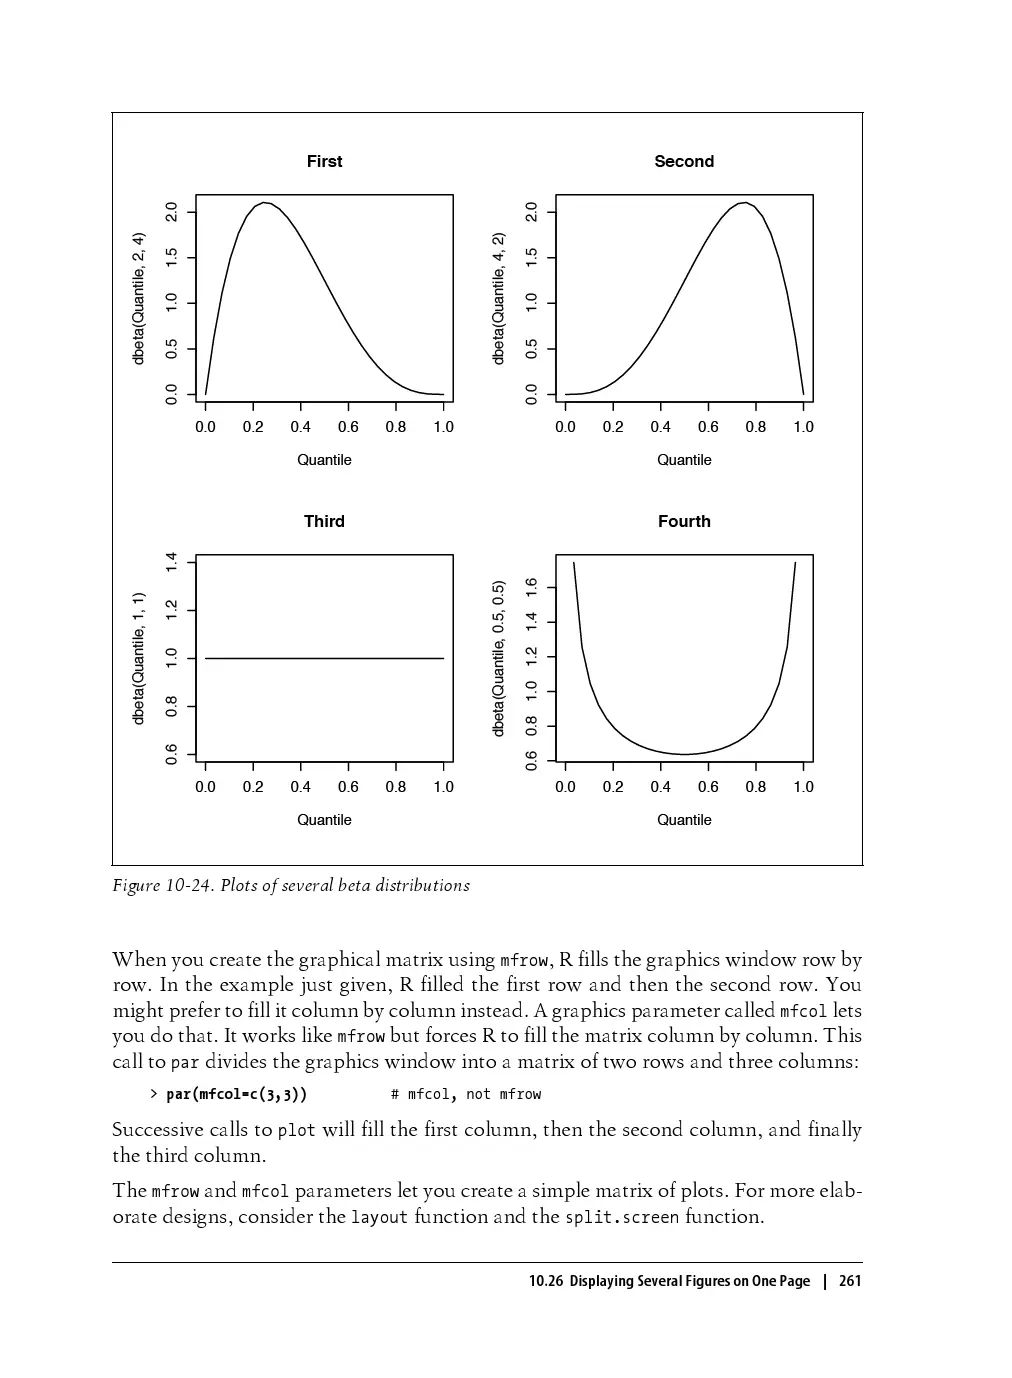 First
dbeta(Quantile, 2, 4)
2.0
1.5
1.0
0.5
0.0
0.0 0.2 0.4 0.6 0.8 1.0
Quantile
Second
dbeta(Quantile, 4, 2)
2.0
1.5
1.0
0.5
0.0
0.0 0.2 0.4 0.6 0.8 1.0
Quantile
Third
dbeta(Quantile, 1, 1)
1.4
1.2
1.0
0.8
0.6
0.0 0.2 0.4 0.6 0.8 1.0
Quantile
Fourth
dbeta(Quantile, 0.5, 0.5)
1.6
1.4
1.2
1.0
0.8
0.6
0.0 0.2 0.4 0.6 0.8 1.0
Quantile
Figure 10-24. Plots of several beta distributions
When you create the graphical matrix using mfrow, R fills the graphics window row by
row. In the example just given, R filled the first row and then the second row. You
might prefer to fill it column by column instead. A graphics parameter called mfcol lets
you do that. It works like mfrow but forces R to fill the matrix column by column. This
call to par divides the graphics window into a matrix of two rows and three columns:
> par(mfcol=c(3,3)) # mfcol, not mfrow
Successive calls to plot will fill the first column, then the second column, and finally
the third column.
The mfrow and mfcol parameters let you create a simple matrix of plots. For more elab-
orate designs, consider the layout function and the split.screen function.
10.26 Displaying Several Figures on One Page | 261